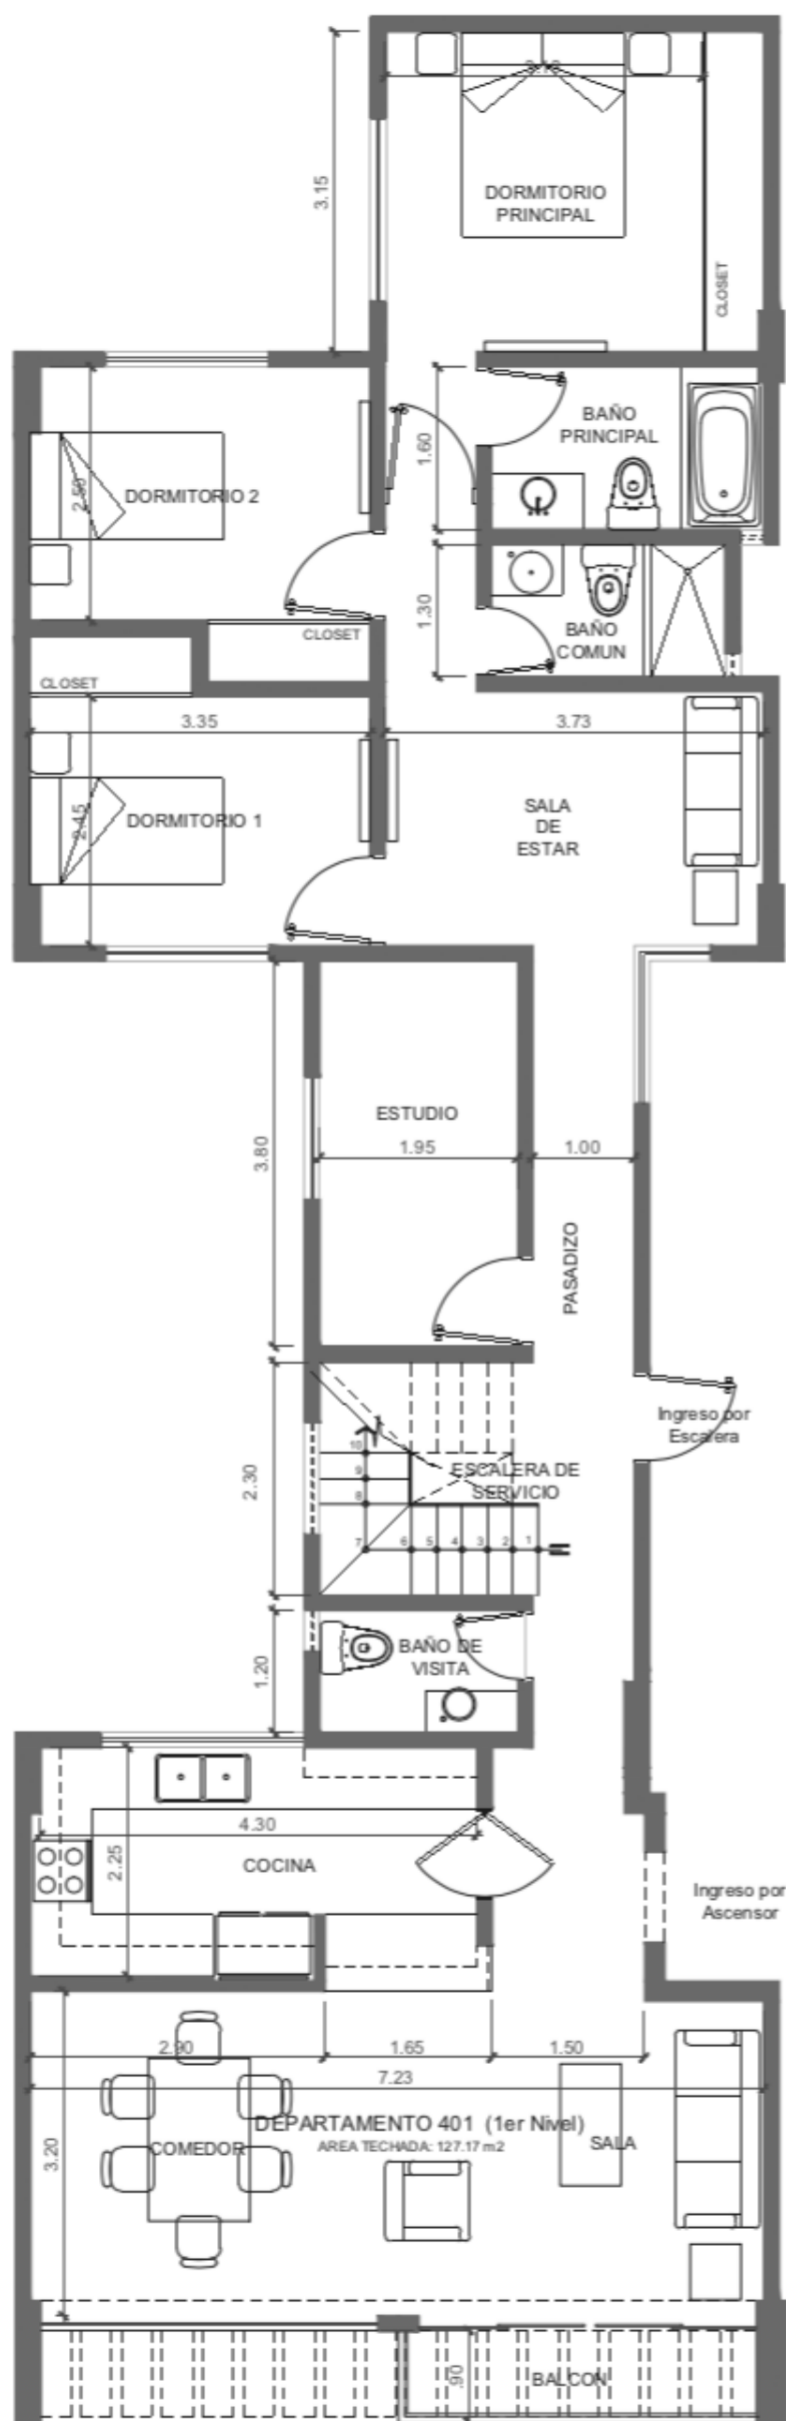 3.15
DORMITORIO
PRINCIPAL
CLOSET
BAÑO
PRINCIPAL
1.60
2.50
DORMITORIO 2
1.30
BAÑO
COMUN
CLOSET
CLOSET
3.35
3.73
2.45
DORMITORIO 1
SALA
DE
ESTAR
ESTUDIO
1.95
1.00
3.80
PASADIZO
Ingreso por
Escalera
2.30
ESCALERA DE
SERVICIO
10
9
8
7
6
5
4
3
2
1
BAÑO DE
VISITA
1.20
4.30
2.25
COCINA
Ingreso por
Ascensor
2.90
1.65
1.50
7.23
DEPARTAMENTO 401 (1er Nivel)
AREA TECHADA: 127.17 m2
COMEDOR
SALA
3.20
.90
BALCON